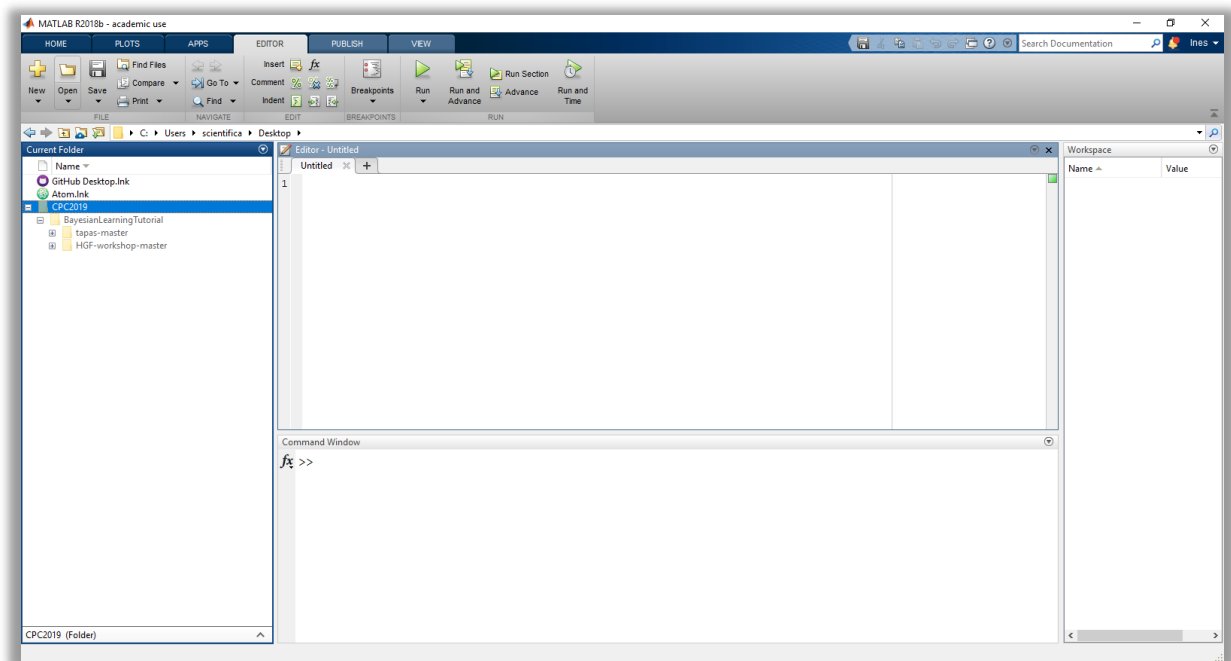 MATLAB R2018b - academic use
HOME PLOTS APPS EDITOR PUBLISH VIEW Search Documentation Ines
New Open Save Find Files Compare Print Go To Find Insert fx Comment Indent Breakpoints Run Run and Advance Run Section Advance Run and Time
FILE NAVIGATE EDIT BREAKPOINTS RUN
C: Users scientifica Desktop
Current Folder
Name
GitHub Desktop.lnk
Atom.lnk
CPC2019
BayesianLearningTutorial
tapas-master
HGF-workshop-master
CPC2019 (Folder)
Editor - Untitled
Untitled
1
Command Window
fx >>
Workspace
Name Value